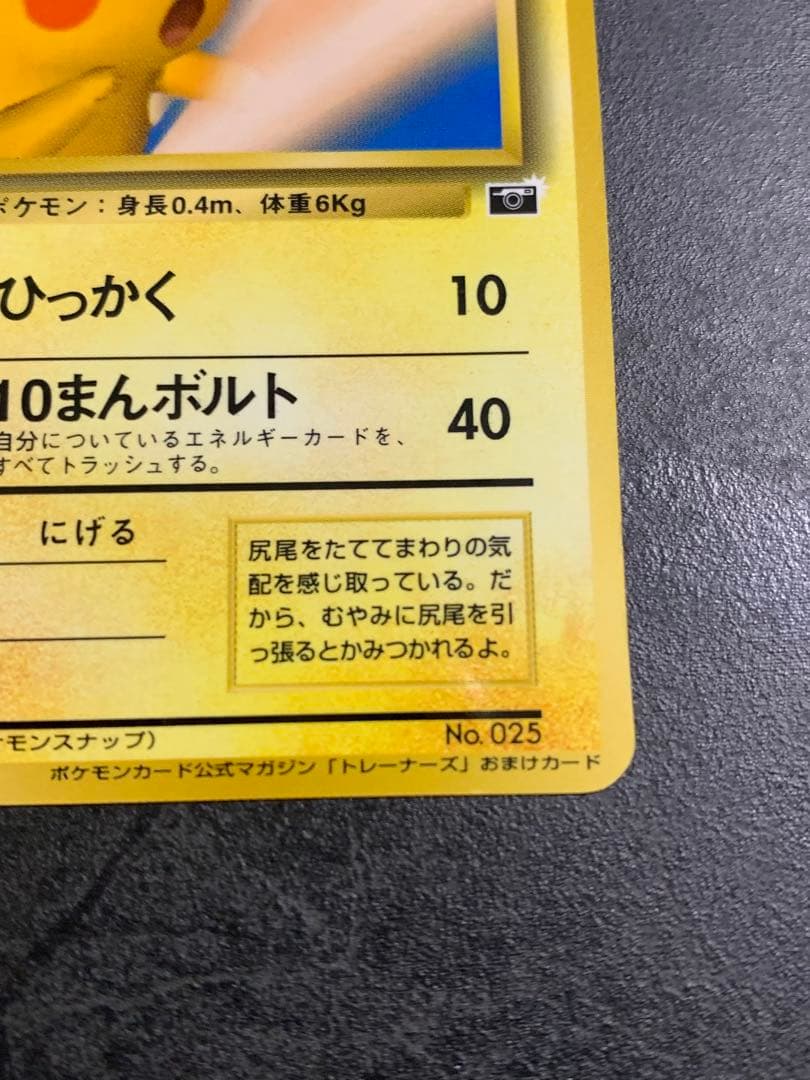 ポケモン：身長0.4m、体重6Kg
ひっかく 10
10まんボルト 40
自分についているエネルギーカードを、
すべてトラッシュする。
にげる
尻尾をたててまわりの気
配を感じ取っている。だ
から、むやみに尻尾を引
っ張るとかみつかれるよ。
モンスナップ）
No. 025
ポケモンカード公式マガジン「トレーナーズ」おまけカード